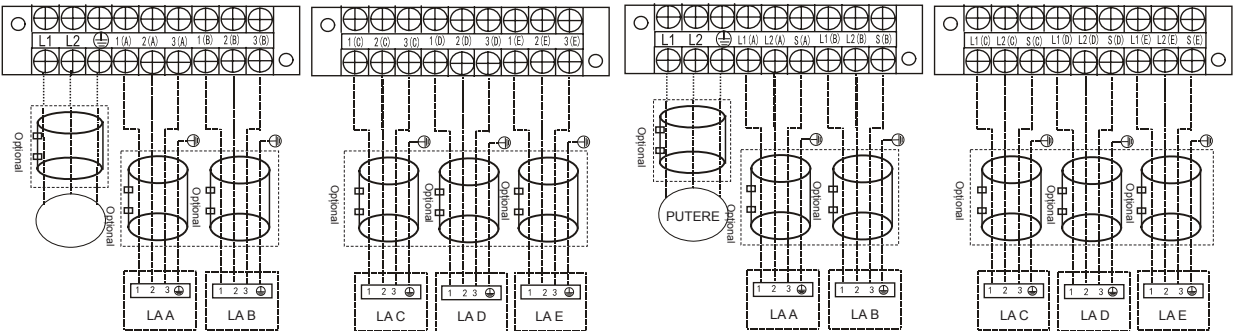 L1 L2 1(A) 2(A) 3(A) 1(B) 2(B) 3(B)
Optional
Optional
Optional
1 2 3
LA A
1 2 3
LA B
1(C) 2(C) 3(C) 1(D) 2(D) 3(D) 1(E) 2(E) 3(E)
Optional
Optional
Optional
1 2 3
LA C
1 2 3
LA D
1 2 3
LA E
L1 L2 L1(A) L2(A) S(A) L1(B) L2(B) S(B)
Optional
PUTERE
Optional
Optional
1 2 3
LA A
1 2 3
LA B
L1(C) L2(C) S(C) L1(D) L2(D) S(D) L1(E) L2(E) S(E)
Optional
Optional
Optional
1 2 3
LA C
1 2 3
LA D
1 2 3
LA E